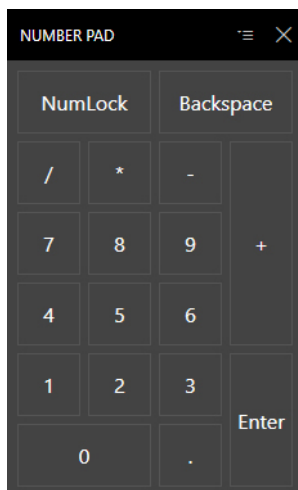 NUMBER PAD
NumLock Backspace
/ * -
7 8 9 +
4 5 6
1 2 3
Enter
0 .